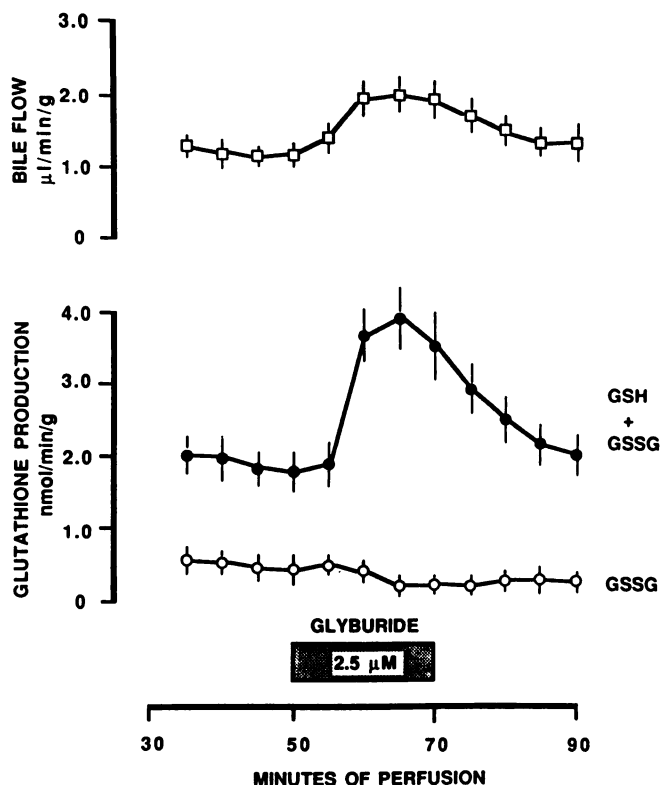 3.0
2.0
1.0
0
BILE FLOW
μl/min/g
4.0
3.0
2.0
1.0
0
GLUTATHIONE PRODUCTION
nmol/min/g
GSH
+
GSSG
GSSG
GLYBURIDE
2.5 μM
30 50 70 90
MINUTES OF PERFUSION